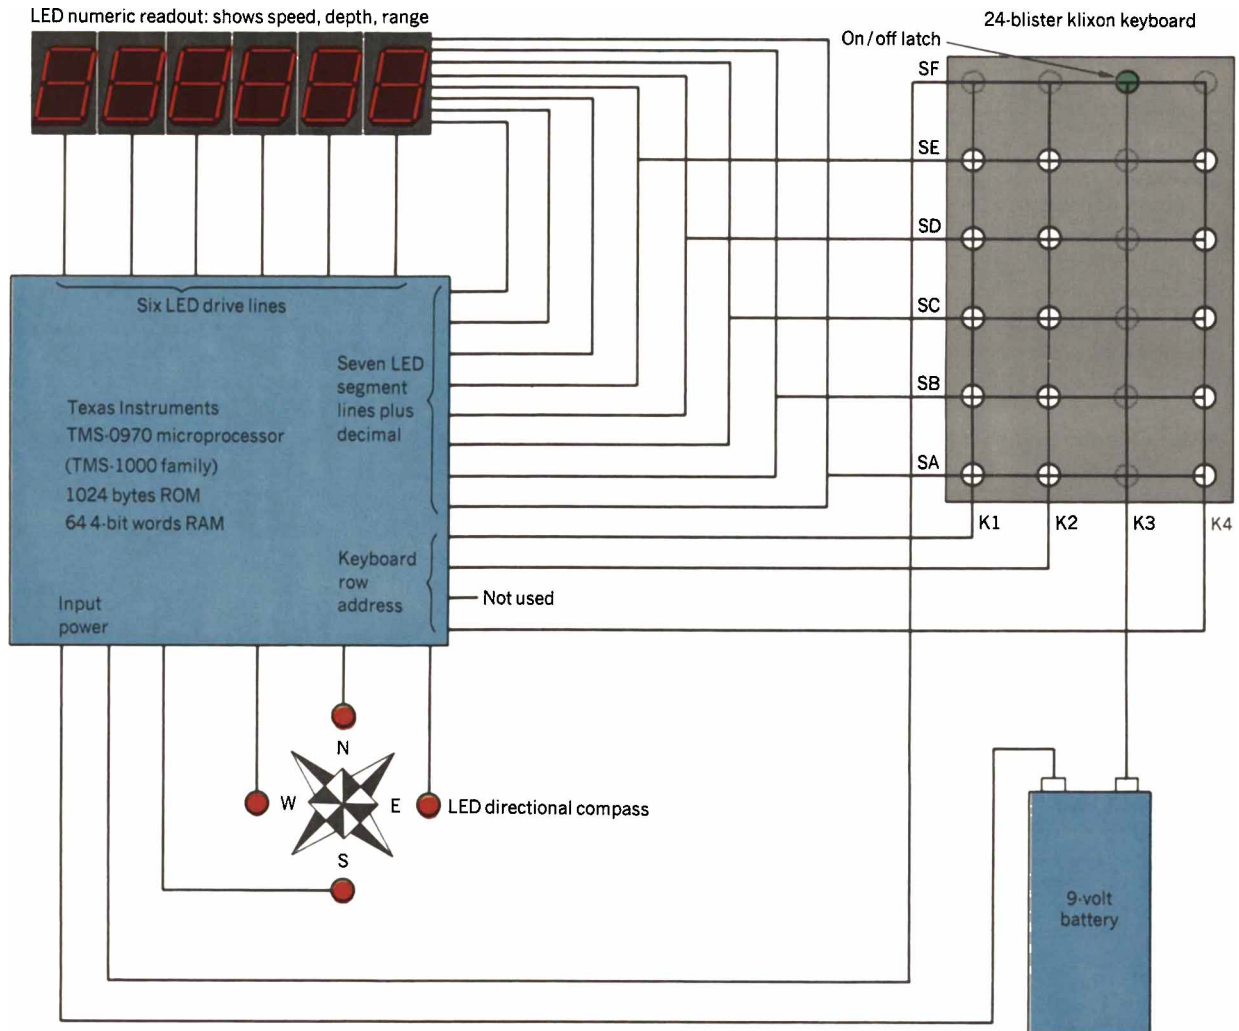 LED numeric readout: shows speed, depth, range
24-blister klixon keyboard
On/off latch
SF
SE
SD
SC
SB
SA
K1
K2
K3
K4
Six LED drive lines
Seven LED
segment
lines plus
decimal
Texas Instruments
TMS-0970 microprocessor
(TMS-1000 family)
1024 bytes ROM
64 4-bit words RAM
Keyboard
row
address
Not used
Input
power
N
W
E
S
LED directional compass
9-volt
battery